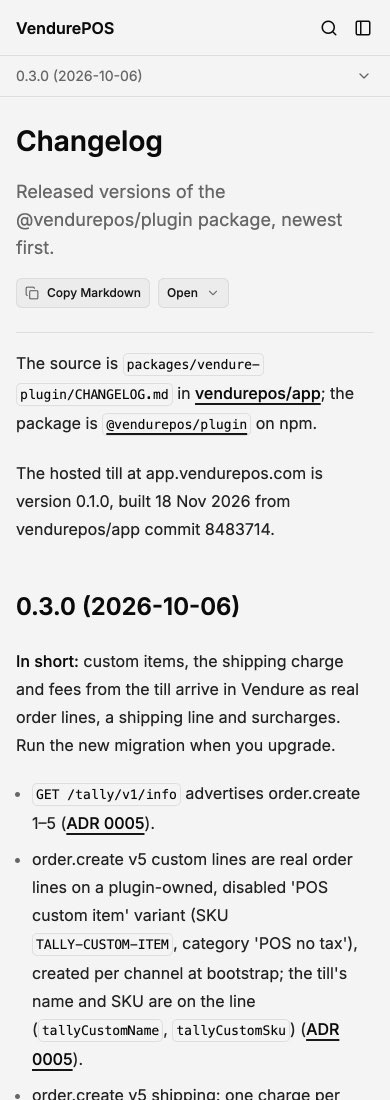 VendurePOS
0.3.0 (2026-10-06)
Changelog
Released versions of the
@vendurepos/plugin package, newest
first.
Copy Markdown
Open
The source is packages/vendure-
plugin/CHANGELOG.md in vendurepos/app; the
package is @vendurepos/plugin on npm.
The hosted till at app.vendurepos.com is
version 0.1.0, built 18 Nov 2026 from
vendurepos/app commit 8483714.
0.3.0 (2026-10-06)
In short: custom items, the shipping charge
and fees from the till arrive in Vendure as real
order lines, a shipping line and surcharges.
Run the new migration when you upgrade.
• GET /tally/v1/info advertises order.create
1–5 (ADR 0005).
• order.create v5 custom lines are real order
lines on a plugin-owned, disabled 'POS
custom item' variant (SKU
TALLY-CUSTOM-ITEM, category 'POS no tax'),
created per channel at bootstrap; the till's
name and SKU are on the line
(tallyCustomName, tallyCustomSku) (ADR
0005).
• order.create v5 shipping: one charge per